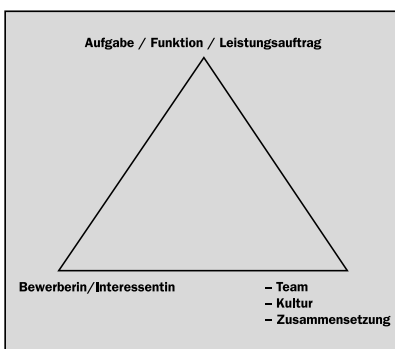 Aufgabe / Funktion / Leistungsauftrag
Bewerberin/Interessentin
– Team
– Kultur
– Zusammensetzung